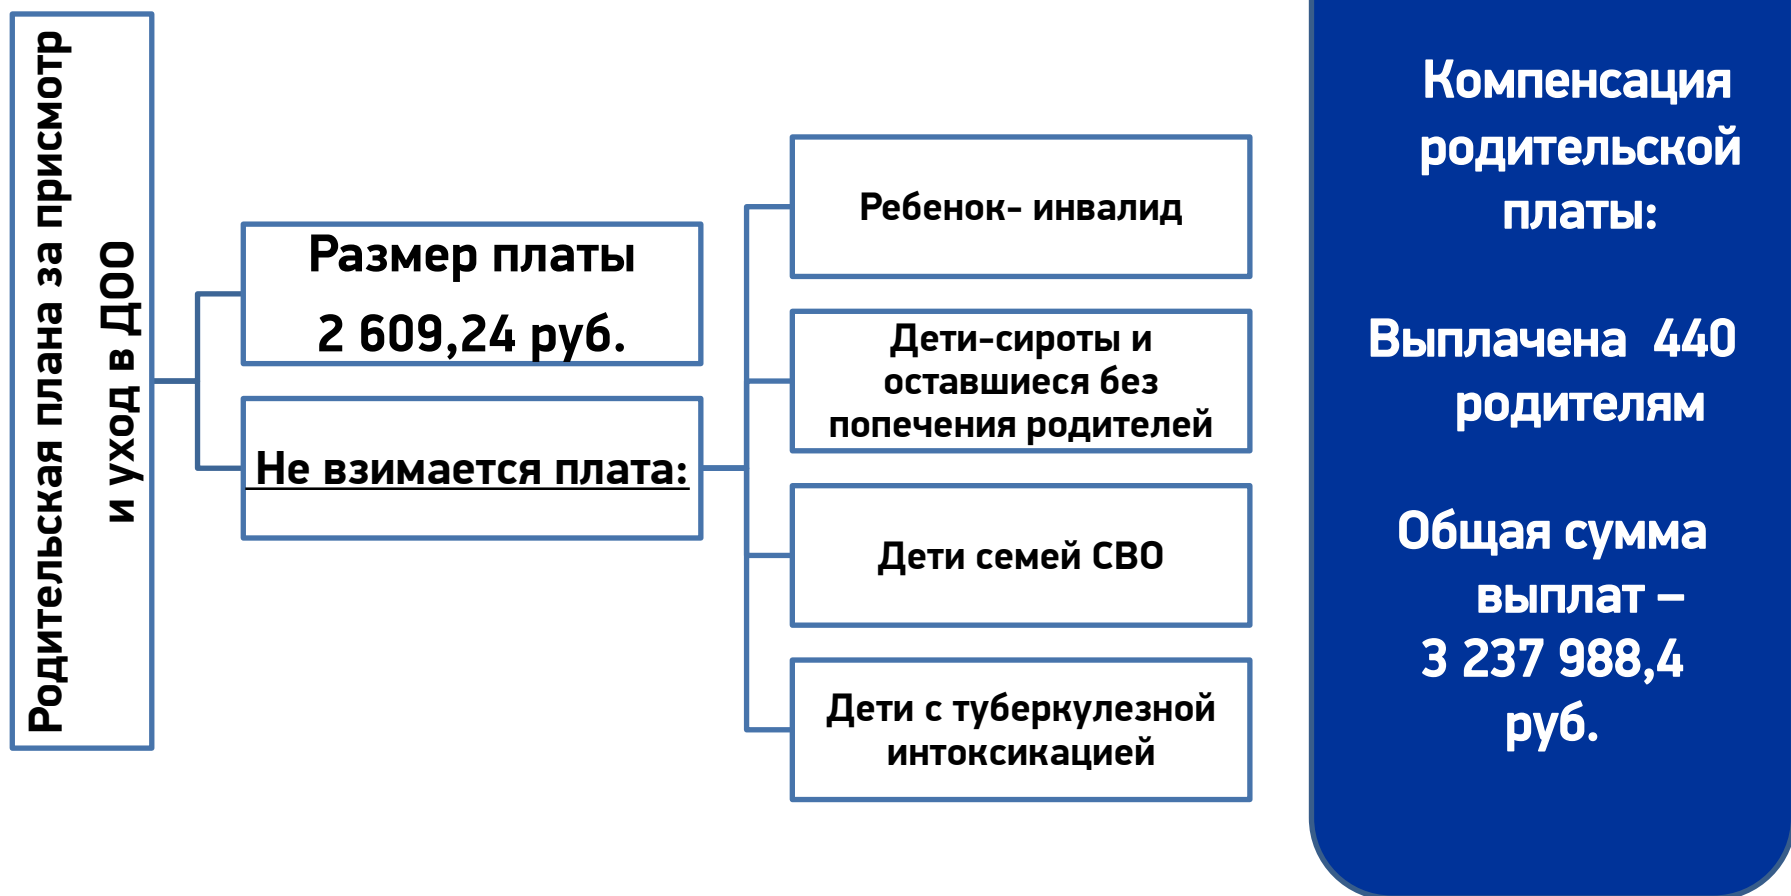 Родительская плана за присмотр
и уход в ДОО
Размер платы
2 609,24 руб.
Не взимается плата:
Ребенок- инвалид
Дети-сироты и
оставшиеся без
попечения родителей
Дети семей СВО
Дети с туберкулезной
интоксикацией
Компенсация
родительской
платы:
Выплачена 440
родителям
Общая сумма
выплат –
3 237 988,4
руб.